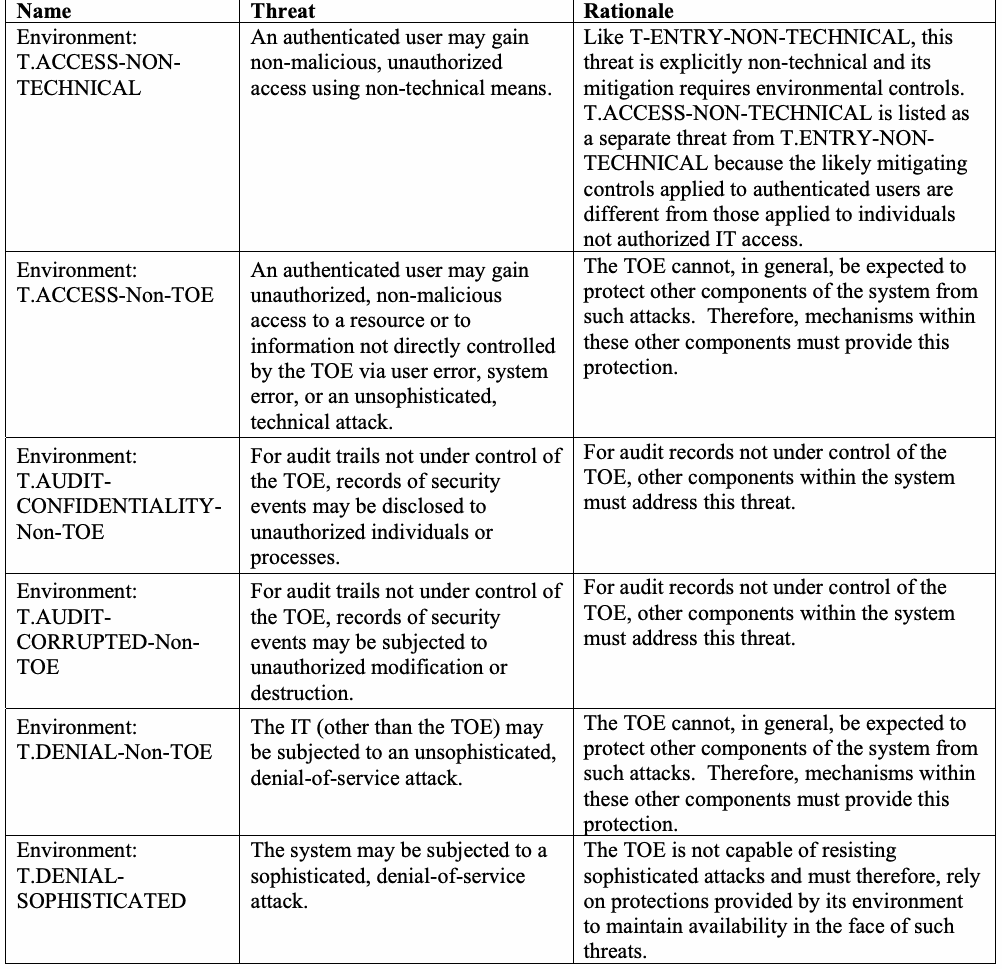 Name Threat Rationale
Environment:
T.ACCESS-NON-
TECHNICAL
An authenticated user may gain
non-malicious, unauthorized
access using non-technical means.
Like T-ENTRY-NON-TECHNICAL, this
threat is explicitly non-technical and its
mitigation requires environmental controls.
T.ACCESS-NON-TECHNICAL is listed as
a separate threat from T.ENTRY-NON-
TECHNICAL because the likely mitigating
controls applied to authenticated users are
different from those applied to individuals
not authorized IT access.
Environment:
T.ACCESS-Non-TOE
An authenticated user may gain
unauthorized, non-malicious
access to a resource or to
information not directly controlled
by the TOE via user error, system
error, or an unsophisticated,
technical attack.
The TOE cannot, in general, be expected to
protect other components of the system from
such attacks.  Therefore, mechanisms within
these other components must provide this
protection.
Environment:
T.AUDIT-
CONFIDENTIALITY-
Non-TOE
For audit trails not under control of
the TOE, records of security
events may be disclosed to
unauthorized individuals or
processes.
For audit records not under control of the
TOE, other components within the system
must address this threat.
Environment:
T.AUDIT-
CORRUPTED-Non-
TOE
For audit trails not under control of
the TOE, records of security
events may be subjected to
unauthorized modification or
destruction.
For audit records not under control of the
TOE, other components within the system
must address this threat.
Environment:
T.DENIAL-Non-TOE
The IT (other than the TOE) may
be subjected to an unsophisticated,
denial-of-service attack.
The TOE cannot, in general, be expected to
protect other components of the system from
such attacks.  Therefore, mechanisms within
these other components must provide this
protection.
Environment:
T.DENIAL-
SOPHISTICATED
The system may be subjected to a
sophisticated, denial-of-service
attack.
The TOE is not capable of resisting
sophisticated attacks and must therefore, rely
on protections provided by its environment
to maintain availability in the face of such
threats.